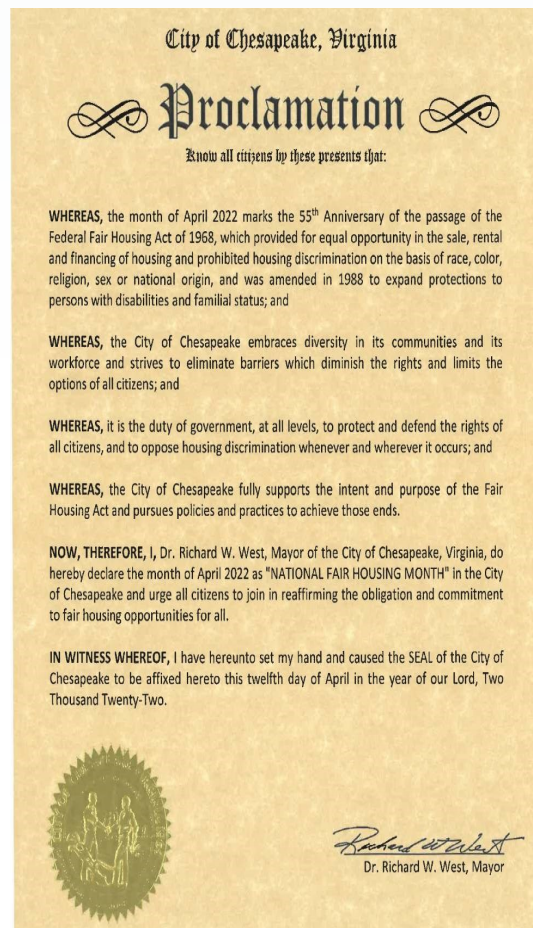 City of Chesapeake, Virginia
Proclamation
Know all citizens by these presents that:
WHEREAS, the month of April 2022 marks the 55th Anniversary of the passage of the
Federal Fair Housing Act of 1968, which provided for equal opportunity in the sale, rental
and financing of housing and prohibited housing discrimination on the basis of race, color,
religion, sex or national origin, and was amended in 1988 to expand protections to
persons with disabilities and familial status; and
WHEREAS, the City of Chesapeake embraces diversity in its communities and its
workforce and strives to eliminate barriers which diminish the rights and limits the
options of all citizens; and
WHEREAS, it is the duty of government, at all levels, to protect and defend the rights of
all citizens, and to oppose housing discrimination whenever and wherever it occurs; and
WHEREAS, the City of Chesapeake fully supports the intent and purpose of the Fair
Housing Act and pursues policies and practices to achieve those ends.
NOW, THEREFORE, I, Dr. Richard W. West, Mayor of the City of Chesapeake, Virginia, do
hereby declare the month of April 2022 as "NATIONAL FAIR HOUSING MONTH" in the City
of Chesapeake and urge all citizens to join in reaffirming the obligation and commitment
to fair housing opportunities for all.
IN WITNESS WHEREOF, I have hereunto set my hand and caused the SEAL of the City of
Chesapeake to be affixed hereto this twelfth day of April in the year of our Lord, Two
Thousand Twenty-Two.
Richard W West
Dr. Richard W. West, Mayor